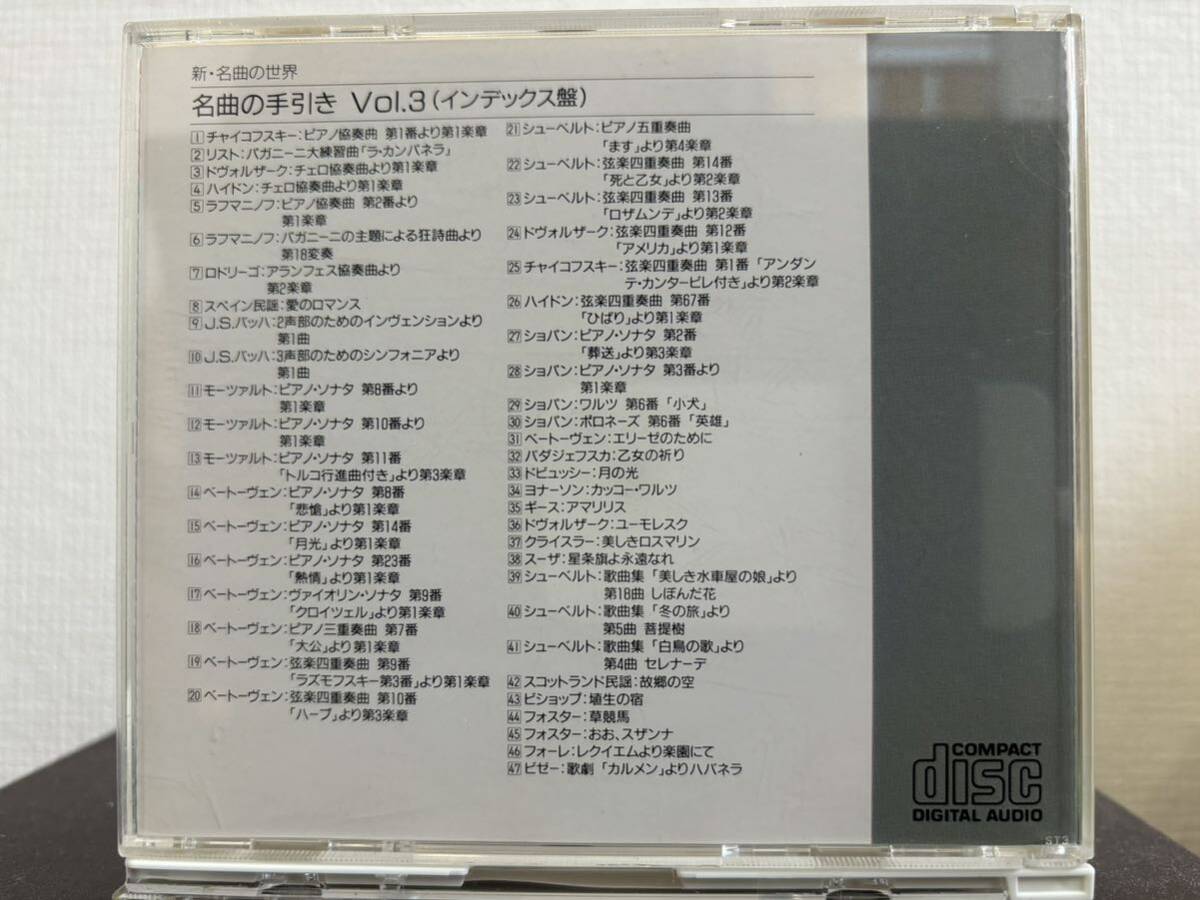 新・名曲の世界
名曲の手引き Vol.3(インデックス盤)
1 チャイコフスキー:ピアノ協奏曲 第1番より第1楽章
2 リスト:パガニーニ大練習曲「ラ・カンパネラ」
3 ドヴォルザーク:チェロ協奏曲より第1楽章
4 ハイドン:チェロ協奏曲より第1楽章
5 ラフマニノフ:ピアノ協奏曲 第2番より
第1楽章
6 ラフマニノフ:パガニーニの主題による狂詩曲より
第18変奏
7 ロドリーゴ:アランフェス協奏曲より
第2楽章
8 スペイン民謡:愛のロマンス
9 J.S.バッハ:2声部のためのインヴェンションより
第1曲
10 J.S.バッハ:3声部のためのシンフォニアより
第1曲
11 モーツァルト:ピアノ・ソナタ 第8番より
第1楽章
12 モーツァルト:ピアノ・ソナタ 第10番より
第1楽章
13 モーツァルト:ピアノ・ソナタ 第11番
「トルコ行進曲付き」より第3楽章
14 ベートーヴェン:ピアノ・ソナタ 第8番
「悲愴」より第1楽章
15 ベートーヴェン:ピアノ・ソナタ 第14番
「月光」より第1楽章
16 ベートーヴェン:ピアノ・ソナタ 第23番
「熱情」より第1楽章
17 ベートーヴェン:ヴァイオリン・ソナタ 第9番
「クロイツェル」より第1楽章
18 ベートーヴェン:ピアノ三重奏曲 第7番
「大公」より第1楽章
19 ベートーヴェン:弦楽四重奏曲 第9番
「ラズモフスキー第3番」より第1楽章
20 ベートーヴェン:弦楽四重奏曲 第10番
「ハープ」より第3楽章
21 シューベルト:ピアノ五重奏曲
「ます」より第4楽章
22 シューベルト:弦楽四重奏曲 第14番
「死と乙女」より第2楽章
23 シューベルト:弦楽四重奏曲 第13番
「ロザムンデ」より第2楽章
24 ドヴォルザーク:弦楽四重奏曲 第12番
「アメリカ」より第1楽章
25 チャイコフスキー:弦楽四重奏曲 第1番「アンダン
テ・カンタービレ付き」より第2楽章
26 ハイドン:弦楽四重奏曲 第67番
「ひばり」より第1楽章
27 ショパン:ピアノ・ソナタ 第2番
「葬送」より第3楽章
28 ショパン:ピアノ・ソナタ 第3番より
第1楽章
29 ショパン:ワルツ 第6番「小犬」
30 ショパン:ポロネーズ 第6番「英雄」
31 ベートーヴェン:エリーゼのために
32 バダジェフスカ:乙女の祈り
33 ドビュッシー:月の光
34 ヨナーソン:カッコー・ワルツ
35 ギース:アマリリス
36 ドヴォルザーク:ユーモレスク
37 クライスラー:美しきロスマリン
38 スーザ:星条旗よ永遠なれ
39 シューベルト:歌曲集「美しき水車屋の娘」より
第18曲 しぼんだ花
40 シューベルト:歌曲集「冬の旅」より
第5曲 菩提樹
41 シューベルト:歌曲集「白鳥の歌」より
第4曲 セレナーデ
42 スコットランド民謡:故郷の空
43 ビショップ:埴生の宿
44 フォスター:草競馬
45 フォスター:おお、スザンナ
46 フォーレ:レクイエムより楽園にて
47 ビゼー:歌劇「カルメン」よりハバネラ
COMPACT
disc
DIGITAL AUDIO
ST3